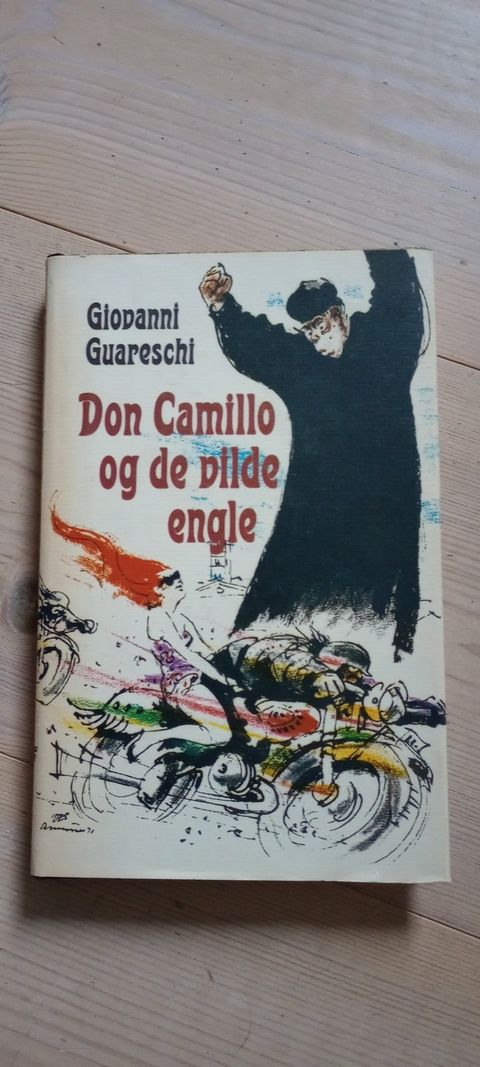 Giovanni
Guareschi
Don Camillo
og de vilde
engle